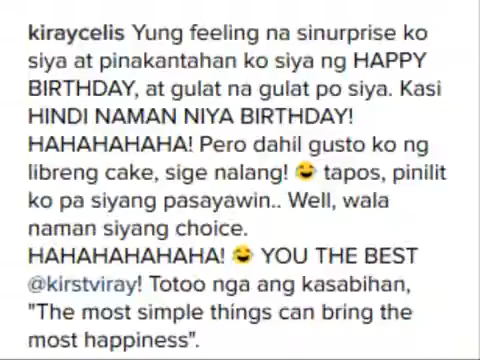 kiraycelis Yung feeling na sinurprise ko
siya at pinakantahan ko siya ng HAPPY
BIRTHDAY, at gulat na gulat po siya. Kasi
HINDI NAMAN NIYA BIRTHDAY!
HAHAHAHAHA! Pero dahil gusto ko ng
libreng cake, sige nalang! 😂 tapos, pinilit
ko pa siyang pasayawin.. Well, wala
naman siyang choice.
HAHAHAHAHAHA! 😂 YOU THE BEST
@kirstviray! Totoo nga ang kasabihan,
"The most simple things can bring the
most happiness".